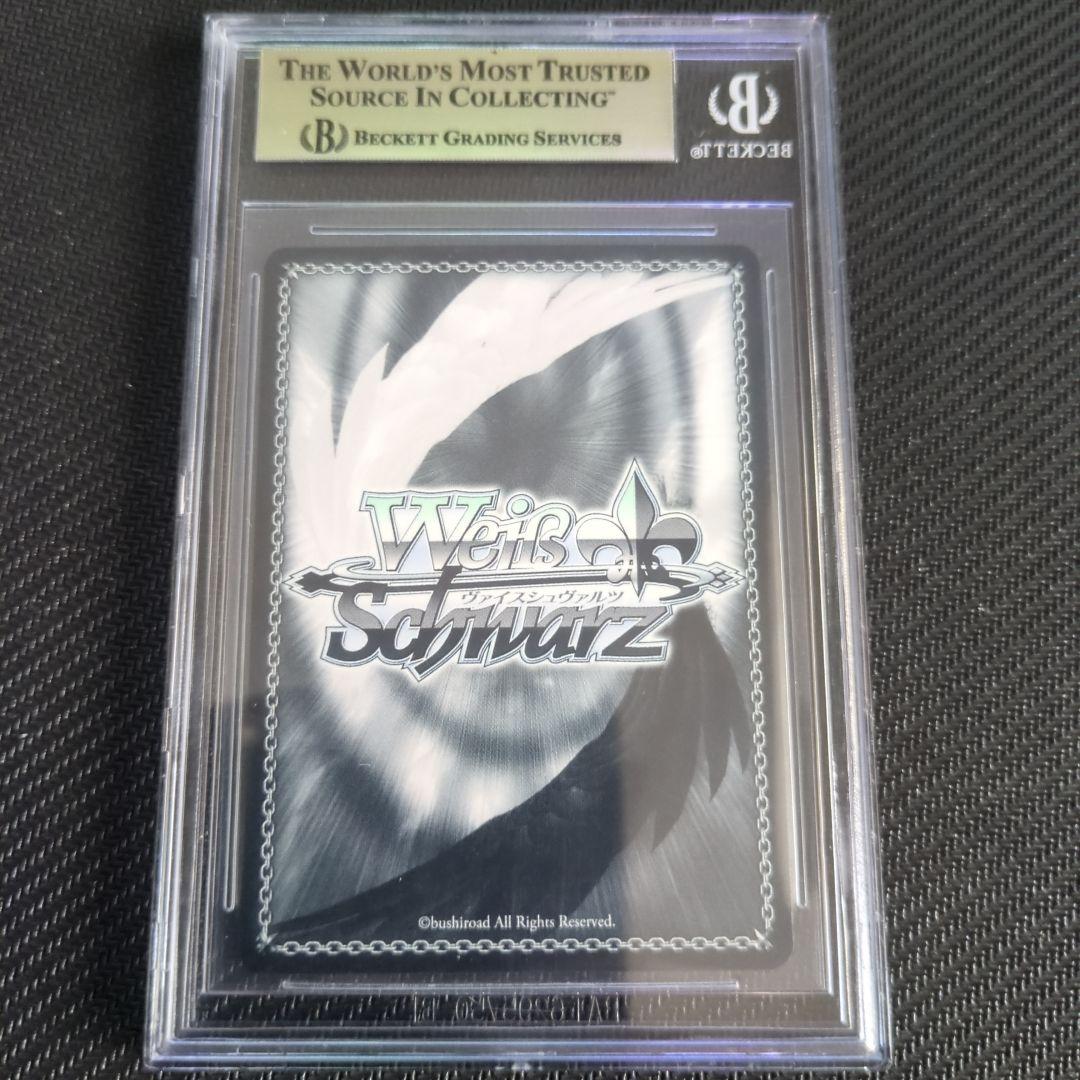 THE WORLD'S MOST TRUSTED
SOURCE IN COLLECTING™
B BECKETT GRADING SERVICES
B
BECKETT®
Weiß
ヴァイスシュヴァルツ
Schwarz
©bushiroad All Rights Reserved.